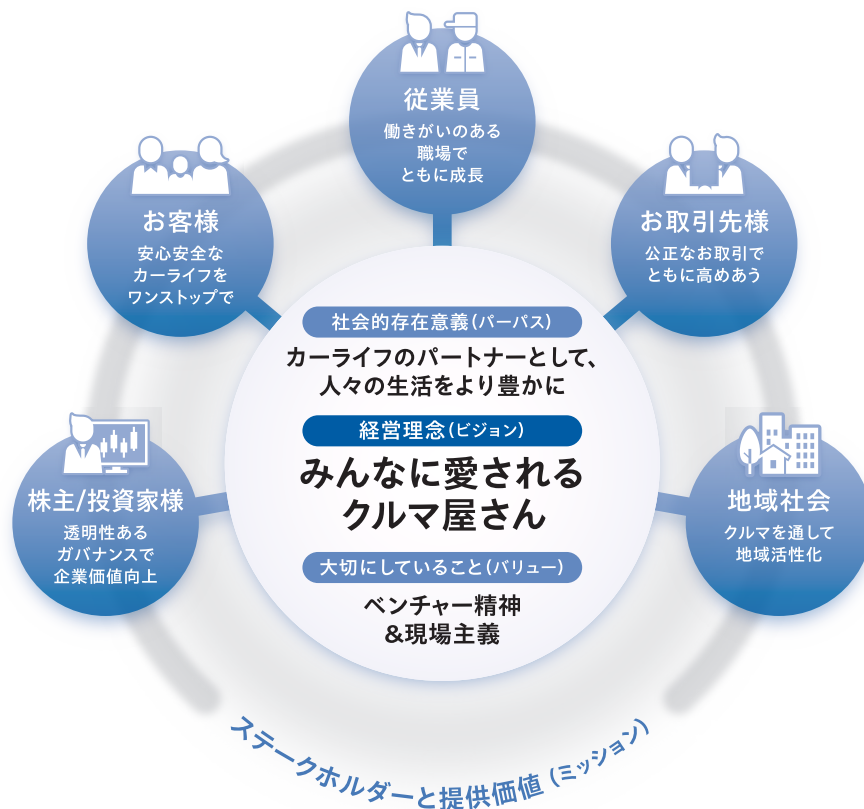 従業員
働きがいのある
職場で
ともに成長
お客様
安心安全な
カーライフを
ワンストップで
お取引先様
公正なお取引で
ともに高めあう
社会的存在意義(パーパス)
カーライフのパートナーとして、
人々の生活をより豊かに
経営理念(ビジョン)
みんなに愛される
クルマ屋さん
大切にしていること(バリュー)
ベンチャー精神
&現場主義
株主/投資家様
透明性ある
ガバナンスで
企業価値向上
地域社会
クルマを通して
地域活性化
ステークホルダーと提供価値(ミッション)